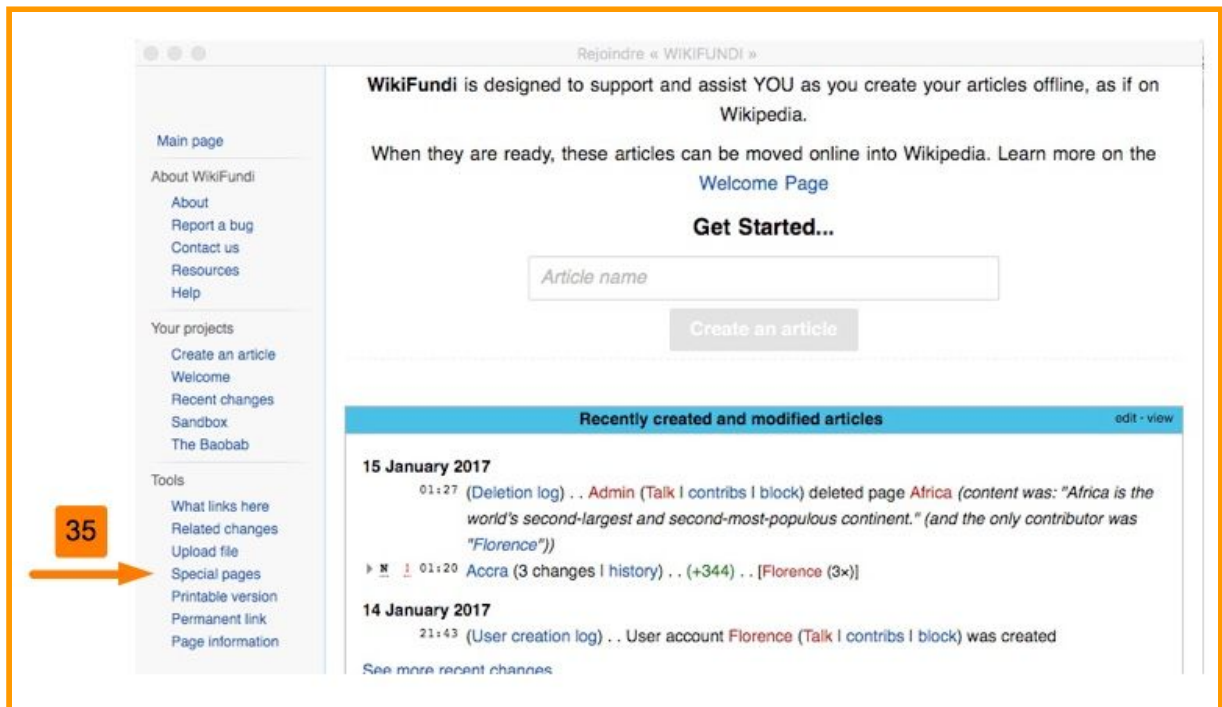 Rejoindre « WIKIFUNDI »
WikiFundi is designed to support and assist YOU as you create your articles offline, as if on
Wikipedia.
When they are ready, these articles can be moved online into Wikipedia. Learn more on the
Welcome Page
Get Started...
Article name
Create an article
Main page
About WikiFundi
About
Report a bug
Contact us
Resources
Help
Your projects
Create an article
Welcome
Recent changes
Sandbox
The Baobab
Tools
What links here
Related changes
Upload file
35
Special pages
Printable version
Permanent link
Page information
Recently created and modified articles edit · view
15 January 2017
01:27 (Deletion log) . . Admin (Talk | contribs | block) deleted page Africa (content was: "Africa is the
world's second-largest and second-most-populous continent." (and the only contributor was
"Florence"))
N ! 01:20 Accra (3 changes | history) . . (+344) . . [Florence (3×)]
14 January 2017
21:43 (User creation log) . . User account Florence (Talk | contribs | block) was created
See more recent changes